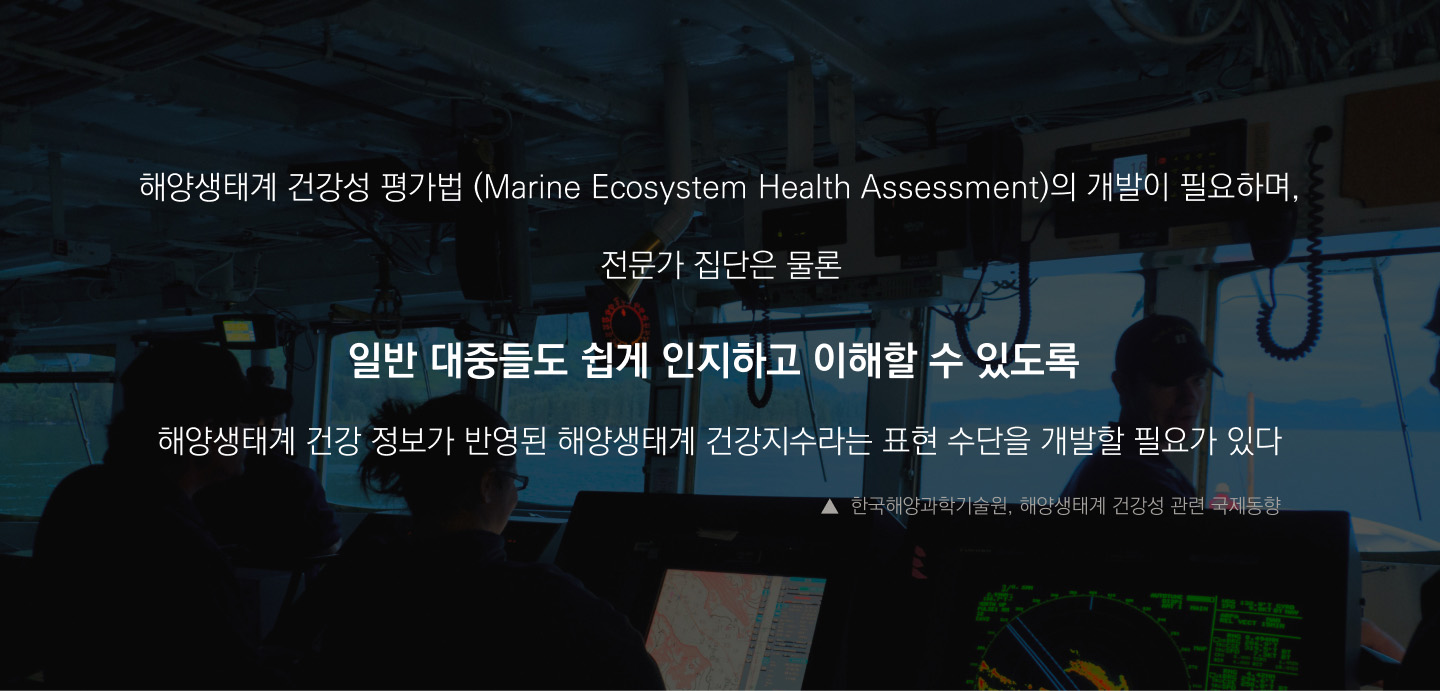 해양생태계 건강성 평가법 (Marine Ecosystem Health Assessment)의 개발이 필요하며,
전문가 집단은 물론
일반 대중들도 쉽게 인지하고 이해할 수 있도록
해양생태계 건강 정보가 반영된 해양생태계 건강지수라는 표현 수단을 개발할 필요가 있다
▲ 한국해양과학기술원, 해양생태계 건강성 관련 국제동향